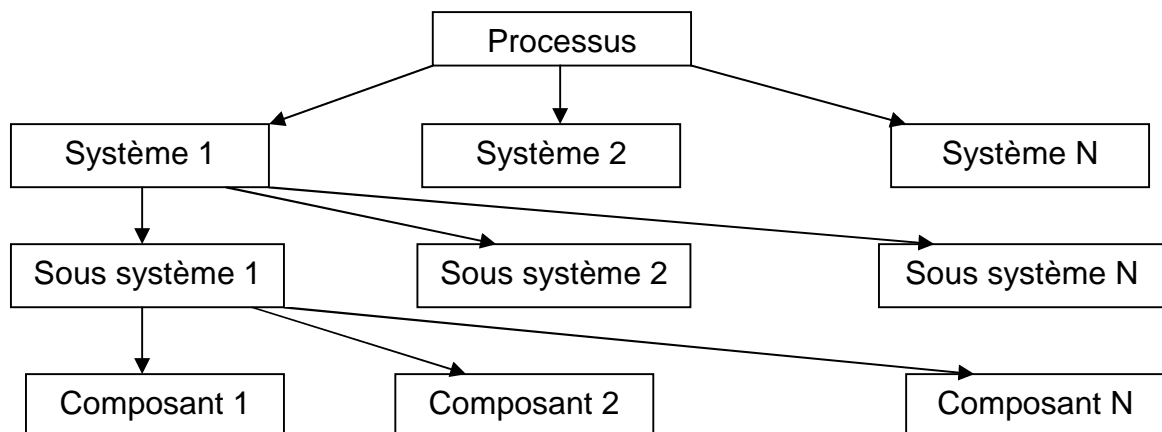 Processus
Système 1
Système 2
Système N
Sous système 1
Sous système 2
Sous système N
Composant 1
Composant 2
Composant N